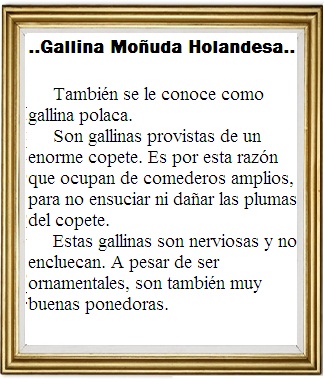 ..Gallina Moñuda Holandesa..
También se le conoce como
gallina polaca.
Son gallinas provistas de un
enorme copete. Es por esta razón
que ocupan de comederos amplios,
para no ensuciar ni dañar las plumas
del copete.
Estas gallinas son nerviosas y no
encluecan. A pesar de ser
ornamentales, son también muy
buenas ponedoras.